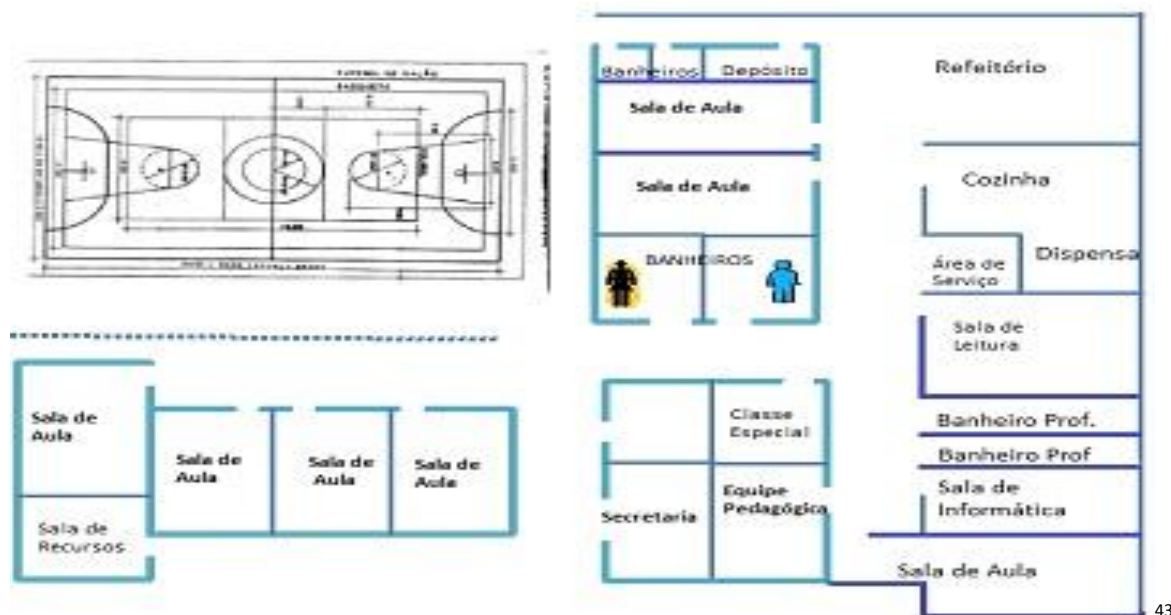 Banheiros
Depósito
Sala de Aula
Sala de Aula
BANHEIROS
Refeitório
Cozinha
Área de
Serviço
Dispensa
Sala de
Leitura
Banheiro Prof.
Banheiro Prof
Sala de
Informática
Sala de Aula
Sala de
Aula
Sala de
Recursos
Sala de
Aula
Sala de
Aula
Sala de
Aula
Classe
Especial
Secretaria
Equipe
Pedagógica
43